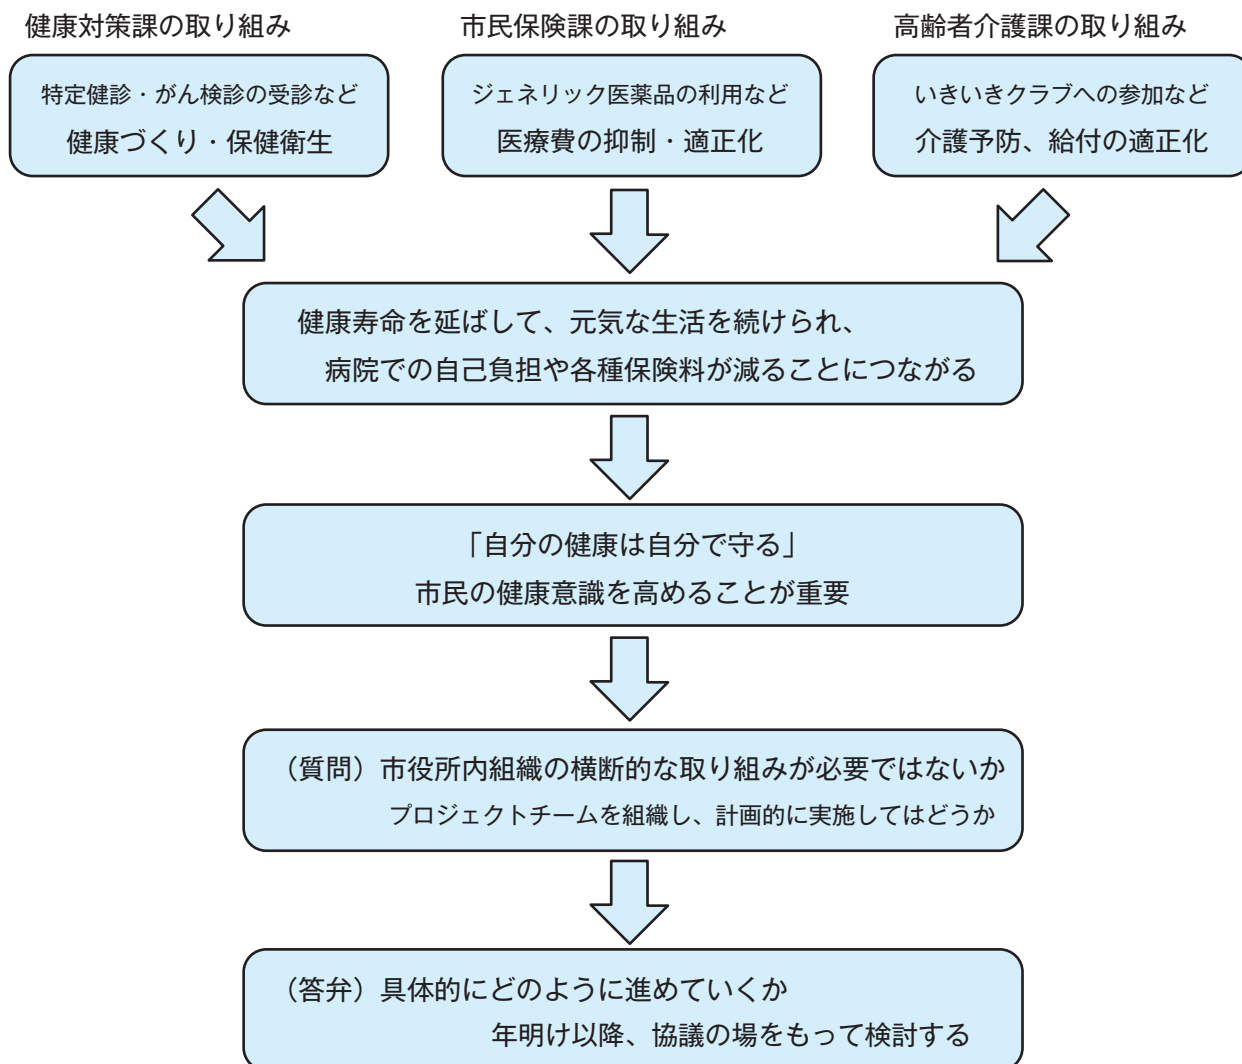 健康対策課の取り組み
市民保険課の取り組み
高齢者介護課の取り組み
特定健診・がん検診の受診など
健康づくり・保健衛生
ジェネリック医薬品の利用など
医療費の抑制・適正化
いきいきクラブへの参加など
介護予防、給付の適正化
健康寿命を延ばして、元気な生活を続けられ、
病院での自己負担や各種保険料が減ることにつながる
「自分の健康は自分で守る」
市民の健康意識を高めることが重要
（質問）市役所内組織の横断的な取り組みが必要ではないか
プロジェクトチームを組織し、計画的に実施してはどうか
（答弁）具体的にどのように進めていくか
年明け以降、協議の場をもって検討する